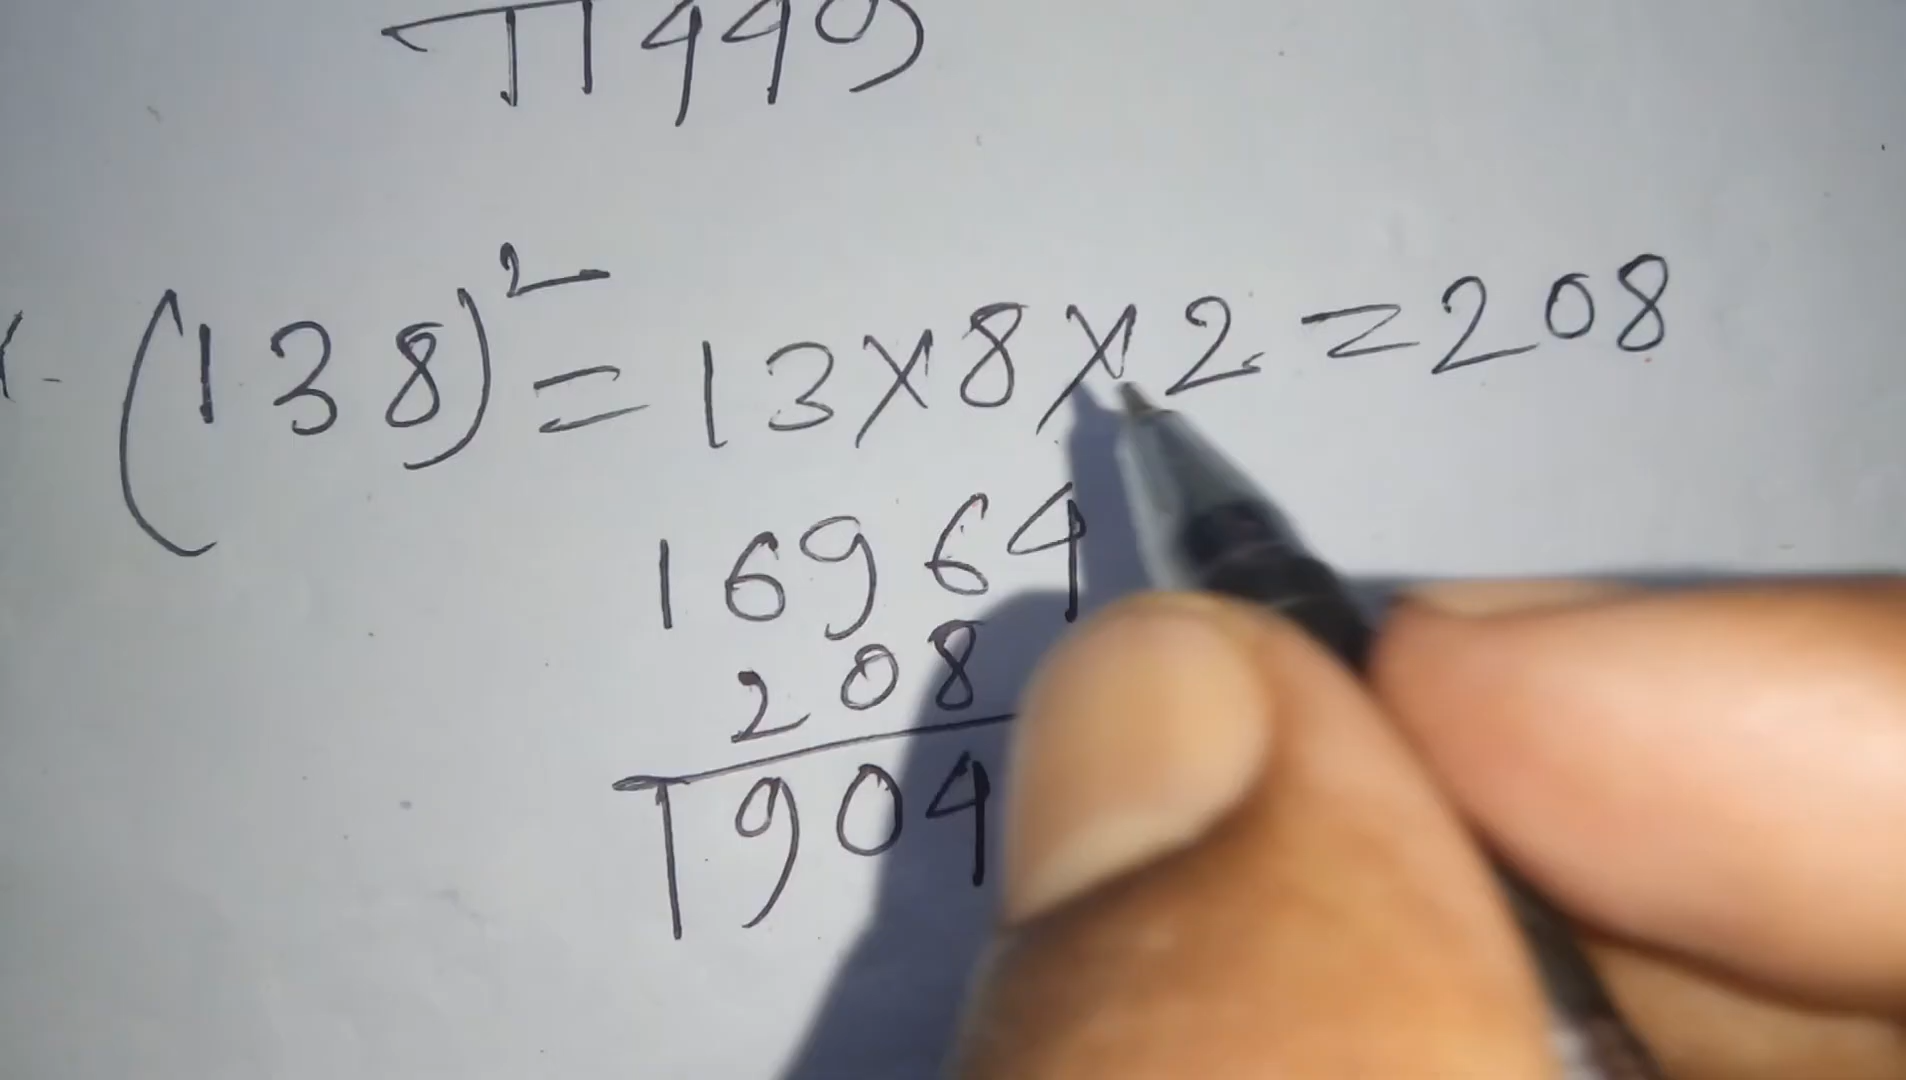 11449
(138)² = 13×8×2 = 208
16964
208
1904